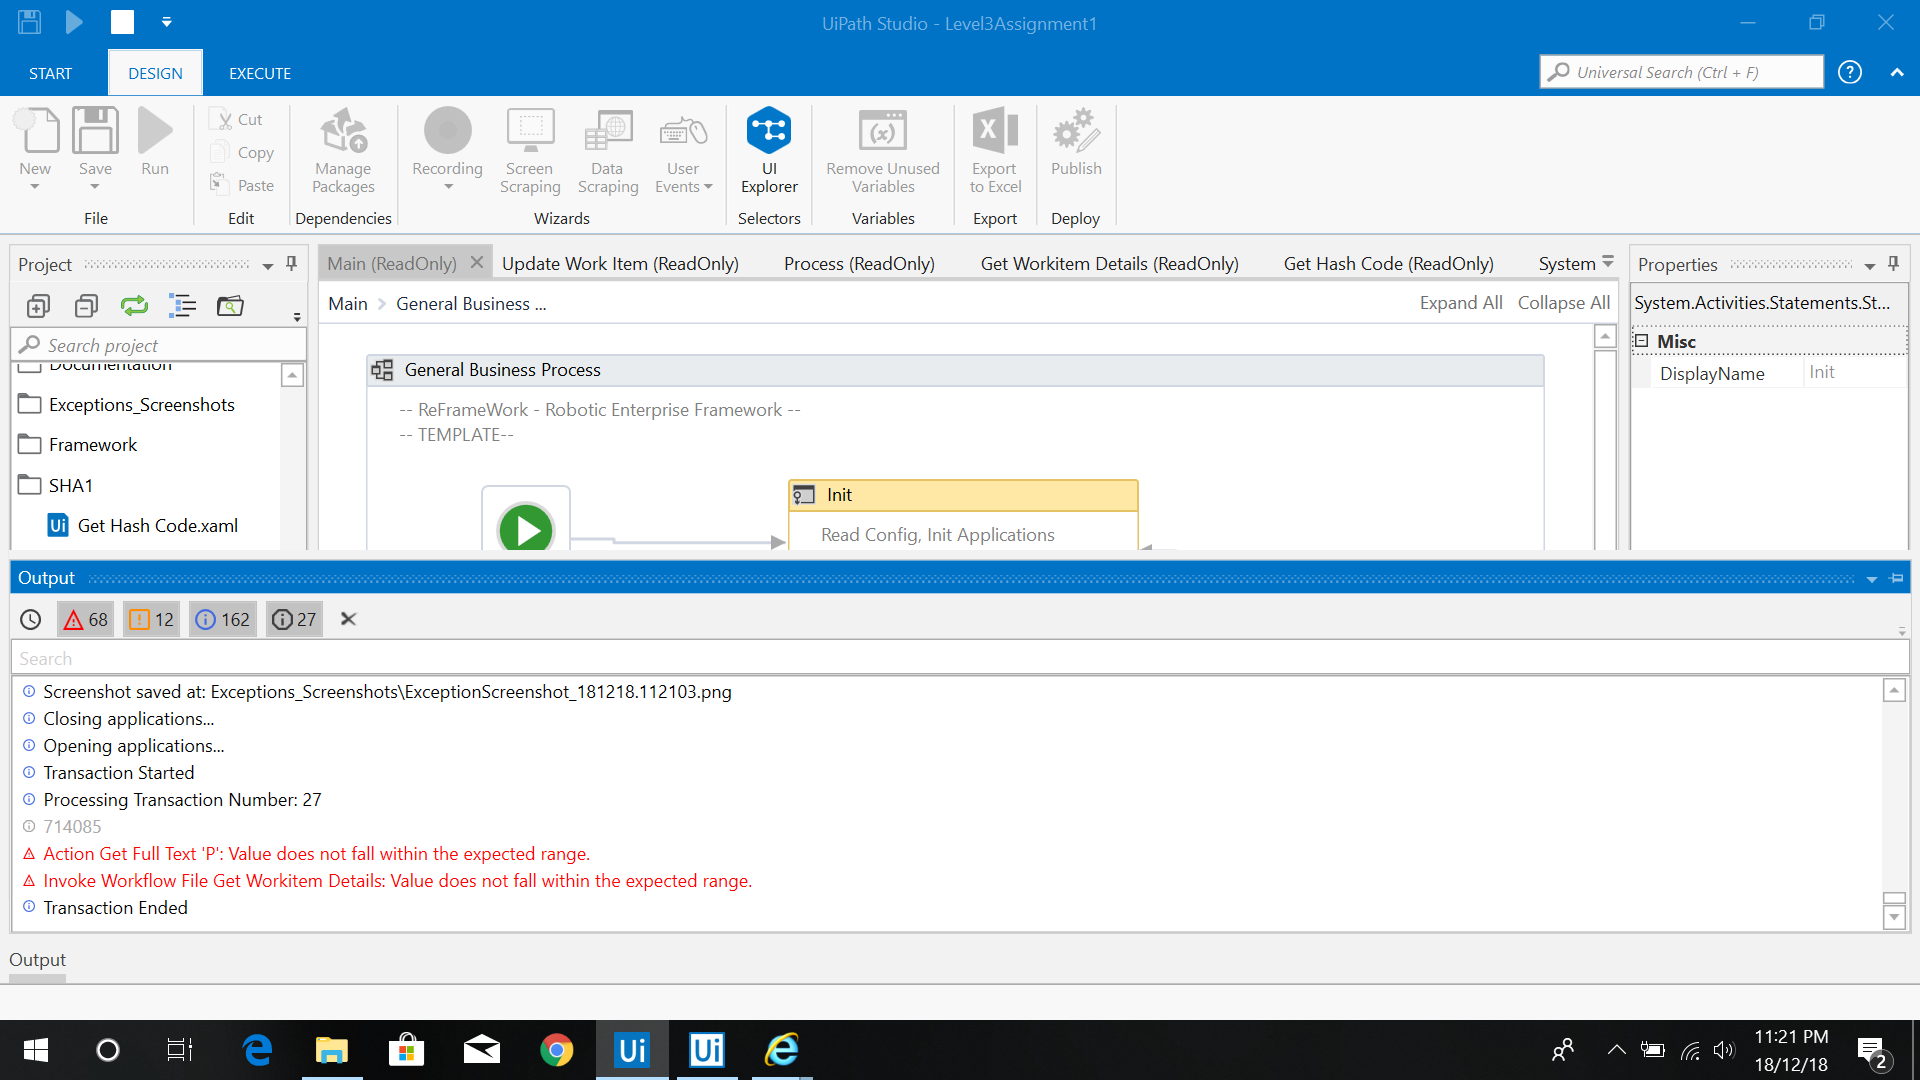 UiPath Studio - Level3Assignment1
START
DESIGN
EXECUTE
Universal Search (Ctrl + F)
?
New
Save
Run
File
Cut
Copy
Paste
Edit
Manage
Packages
Dependencies
Recording
Screen
Scraping
Data
Scraping
User
Events
Wizards
UI
Explorer
Selectors
Remove Unused
Variables
Variables
Export
to Excel
Export
Publish
Deploy
Project
Search project
Documentation
Exceptions_Screenshots
Framework
SHA1
Ui Get Hash Code.xaml
Main (ReadOnly)
Update Work Item (ReadOnly)
Process (ReadOnly)
Get Workitem Details (ReadOnly)
Get Hash Code (ReadOnly)
System
Main > General Business ...
Expand All
Collapse All
General Business Process
-- ReFrameWork - Robotic Enterprise Framework --
-- TEMPLATE--
Init
Read Config, Init Applications
Properties
System.Activities.Statements.St...
Misc
DisplayName
Init
Output
68
12
162
27
Search
Screenshot saved at: Exceptions_Screenshots\ExceptionScreenshot_181218.112103.png
Closing applications...
Opening applications...
Transaction Started
Processing Transaction Number: 27
714085
Action Get Full Text 'P': Value does not fall within the expected range.
Invoke Workflow File Get Workitem Details: Value does not fall within the expected range.
Transaction Ended
Output
Ui
Ui
11:21 PM
18/12/18
2